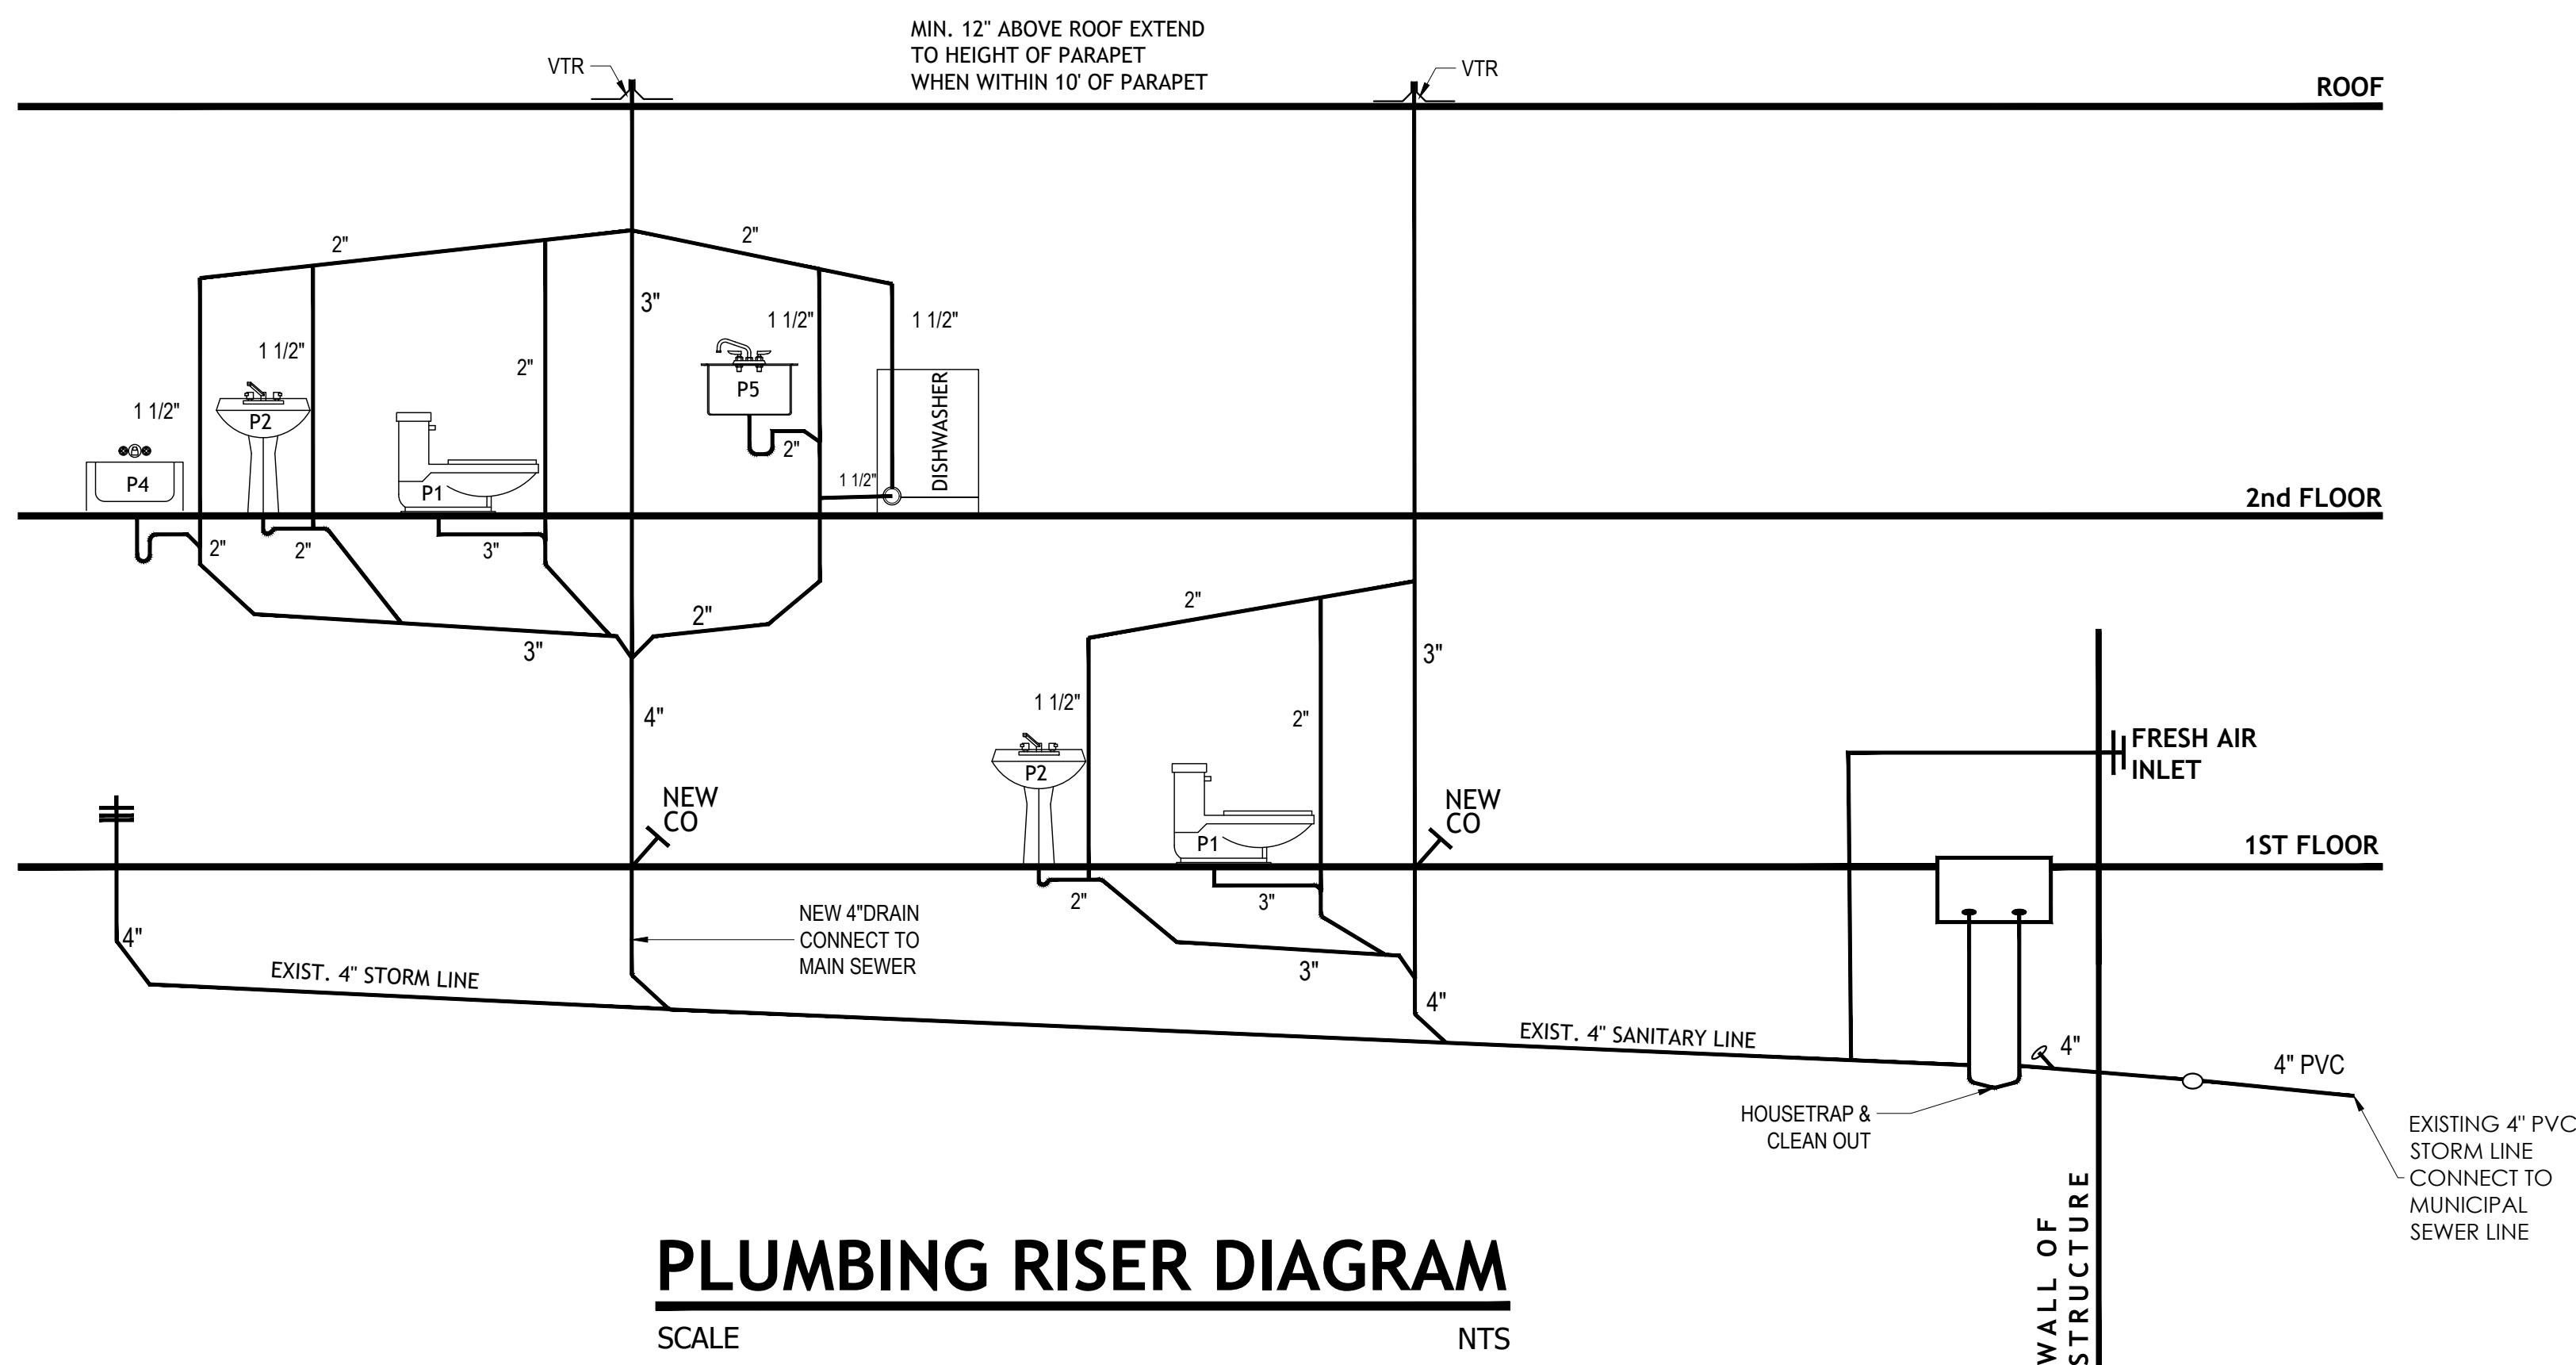 MIN. 12" ABOVE ROOF EXTEND
TO HEIGHT OF PARAPET
WHEN WITHIN 10' OF PARAPET
VTR
VTR
ROOF
2"
2"
3"
1 1/2"
1 1/2"
1 1/2"
2"
1 1/2"
P5
P2
P4
P1
2"
1 1/2"
DISHWASHER
2nd FLOOR
2"
2"
3"
2"
3"
2"
3"
4"
1 1/2"
2"
P2
P1
NEW
CO
NEW
CO
FRESH AIR
INLET
1ST FLOOR
2"
3"
4"
NEW 4"DRAIN
CONNECT TO
MAIN SEWER
EXIST. 4" STORM LINE
3"
4"
EXIST. 4" SANITARY LINE
4"
4" PVC
HOUSETRAP &
CLEAN OUT
EXISTING 4" PVC
STORM LINE
CONNECT TO
MUNICIPAL
SEWER LINE
WALL OF
STRUCTURE
PLUMBING RISER DIAGRAM
SCALE NTS